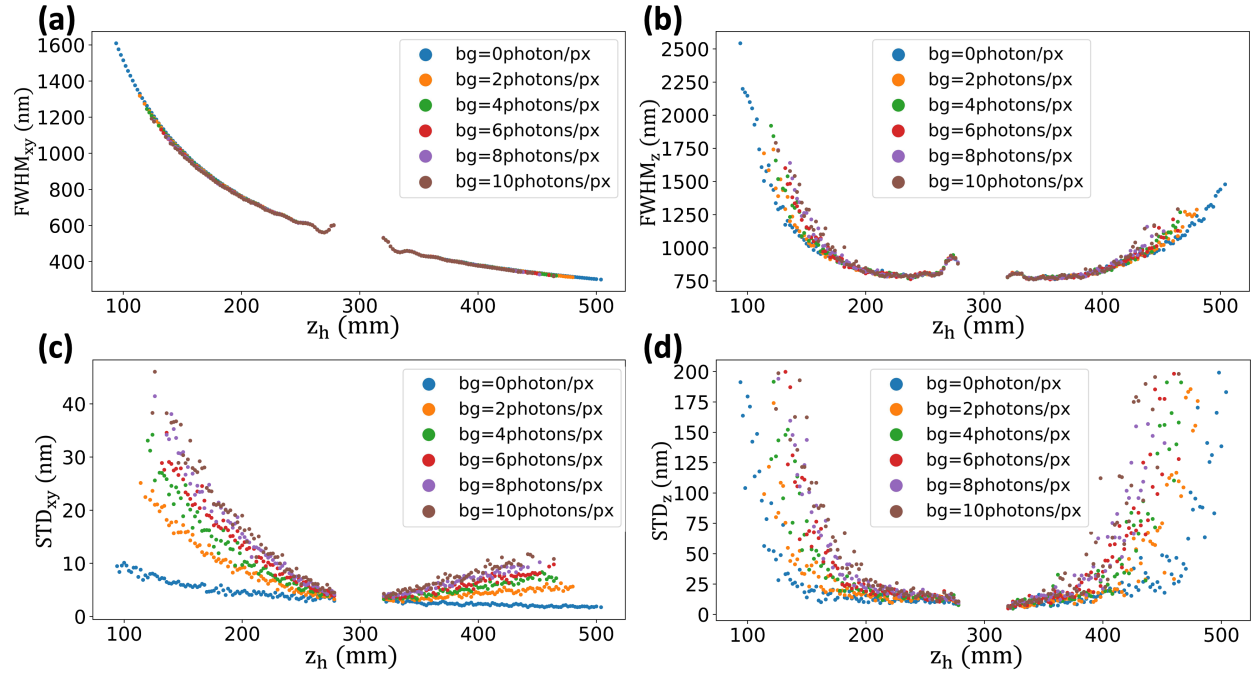 (a)
1600
1400
1200
1000
800
600
400
FWHMxy (nm)
bg=0photon/px
bg=2photons/px
bg=4photons/px
bg=6photons/px
bg=8photons/px
bg=10photons/px
100 200 300 400 500
zh (mm)
(b)
2500
2250
2000
1750
1500
1250
1000
750
FWHMz (nm)
bg=0photon/px
bg=2photons/px
bg=4photons/px
bg=6photons/px
bg=8photons/px
bg=10photons/px
100 200 300 400 500
zh (mm)
(c)
40
30
20
10
0
STDxy (nm)
bg=0photon/px
bg=2photons/px
bg=4photons/px
bg=6photons/px
bg=8photons/px
bg=10photons/px
100 200 300 400 500
zh (mm)
(d)
200
175
150
125
100
75
50
25
0
STDz (nm)
bg=0photon/px
bg=2photons/px
bg=4photons/px
bg=6photons/px
bg=8photons/px
bg=10photons/px
100 200 300 400 500
zh (mm)